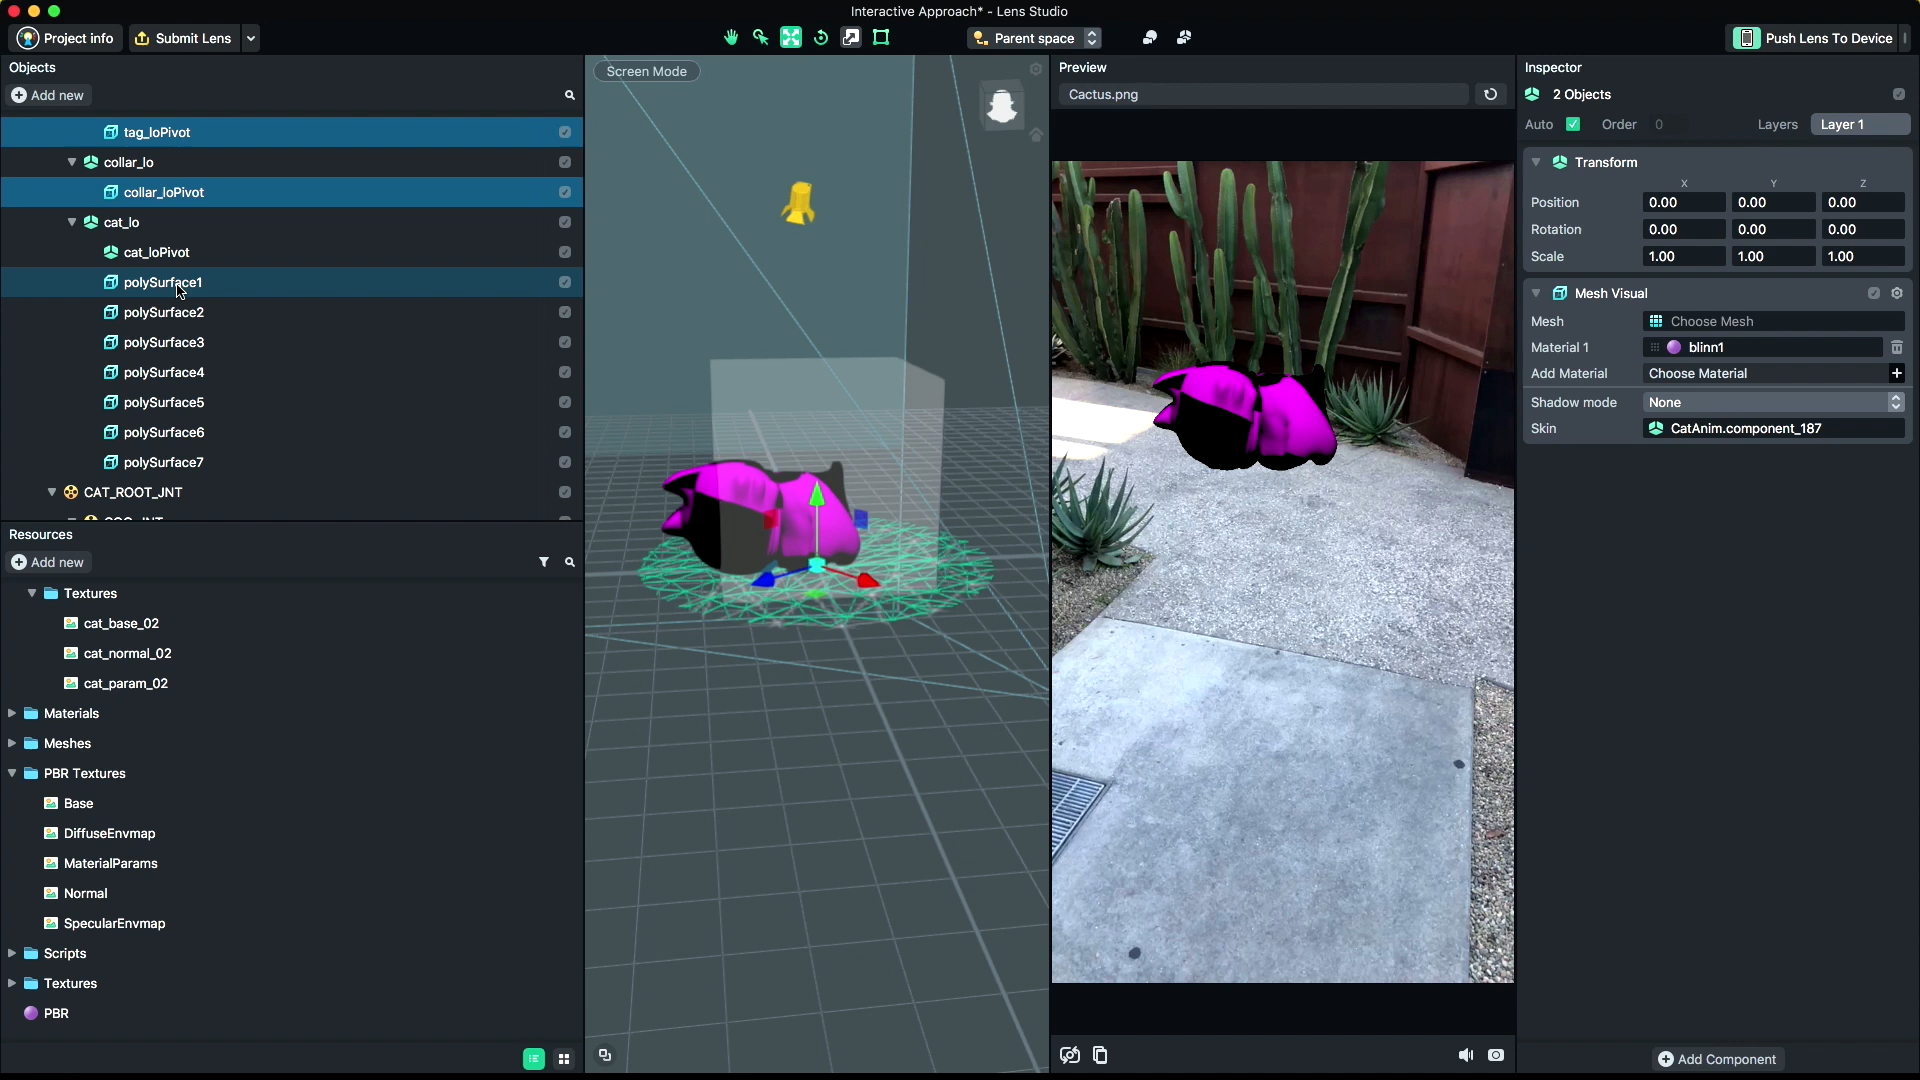 Interactive Approach* - Lens Studio
Project info
Submit Lens
Parent space
Push Lens To Device
Objects
Add new
tag_loPivot
collar_lo
collar_loPivot
cat_lo
cat_loPivot
polySurface1
polySurface2
polySurface3
polySurface4
polySurface5
polySurface6
polySurface7
CAT_ROOT_JNT
Resources
Add new
Textures
cat_base_02
cat_normal_02
cat_param_02
Materials
Meshes
PBR Textures
Base
DiffuseEnvmap
MaterialParams
Normal
SpecularEnvmap
Scripts
Textures
PBR
Screen Mode
Preview
Cactus.png
Inspector
2 Objects
Auto Order 0 Layers Layer 1
Transform
X Y Z
Position 0.00 0.00 0.00
Rotation 0.00 0.00 0.00
Scale 1.00 1.00 1.00
Mesh Visual
Mesh Choose Mesh
Material 1 blinn1
Add Material Choose Material
Shadow mode None
Skin CatAnim.component_187
Add Component